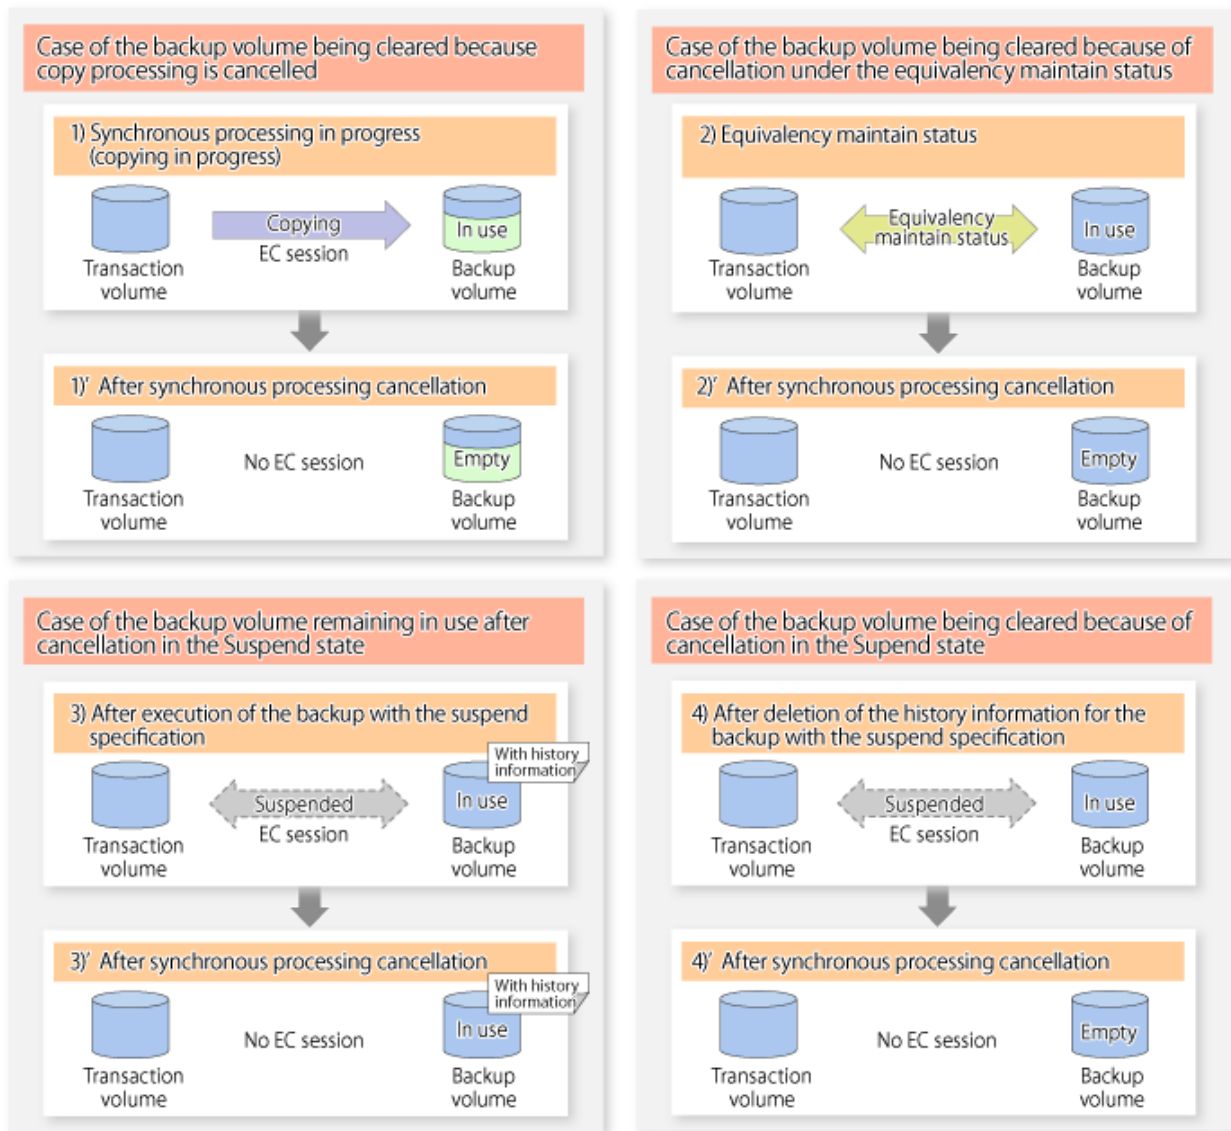 Case of the backup volume being cleared because
copy processing is cancelled
1) Synchronous processing in progress
(copying in progress)
Copying
In use
EC session
Transaction
volume
Backup
volume
1)' After synchronous processing cancellation
No EC session
Empty
Transaction
volume
Backup
volume
Case of the backup volume being cleared because of
cancellation under the equivalency maintain status
2) Equivalency maintain status
Equivalency
maintain status
In use
Transaction
volume
Backup
volume
2)' After synchronous processing cancellation
No EC session
Empty
Transaction
volume
Backup
volume
Case of the backup volume remaining in use after
cancellation in the Suspend state
3) After execution of the backup with the suspend
specification
With history
information
Suspended
In use
EC session
Transaction
volume
Backup
volume
3)' After synchronous processing cancellation
With history
information
No EC session
In use
Transaction
volume
Backup
volume
Case of the backup volume being cleared because of
cancellation in the Supend state
4) After deletion of the history information for the
backup with the suspend specification
Suspended
In use
EC session
Transaction
volume
Backup
volume
4)' After synchronous processing cancellation
No EC session
Empty
Transaction
volume
Backup
volume